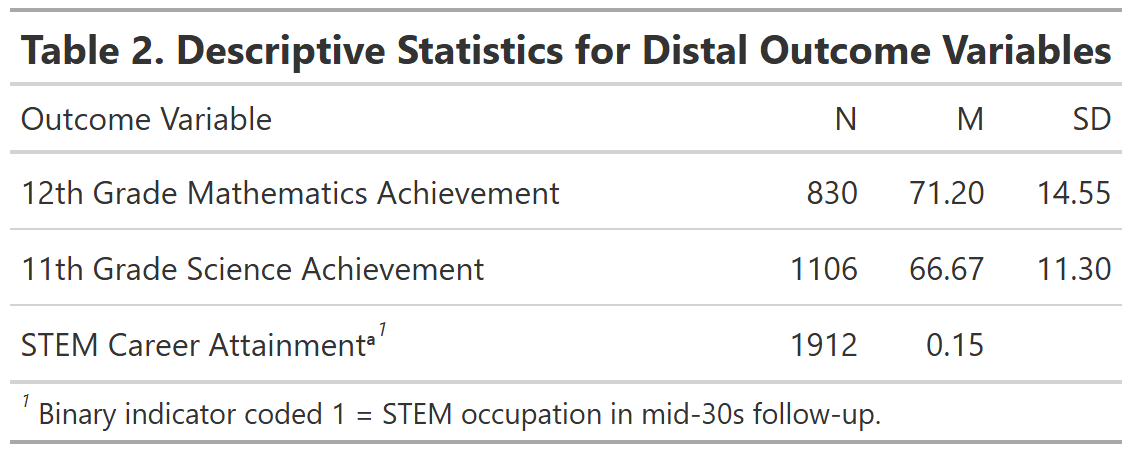 Table 2. Descriptive Statistics for Distal Outcome Variables
Outcome Variable N M SD
12th Grade Mathematics Achievement 830 71.20 14.55
11th Grade Science Achievement 1106 66.67 11.30
STEM Career Attainmentª 1 1912 0.15
1 Binary indicator coded 1 = STEM occupation in mid-30s follow-up.